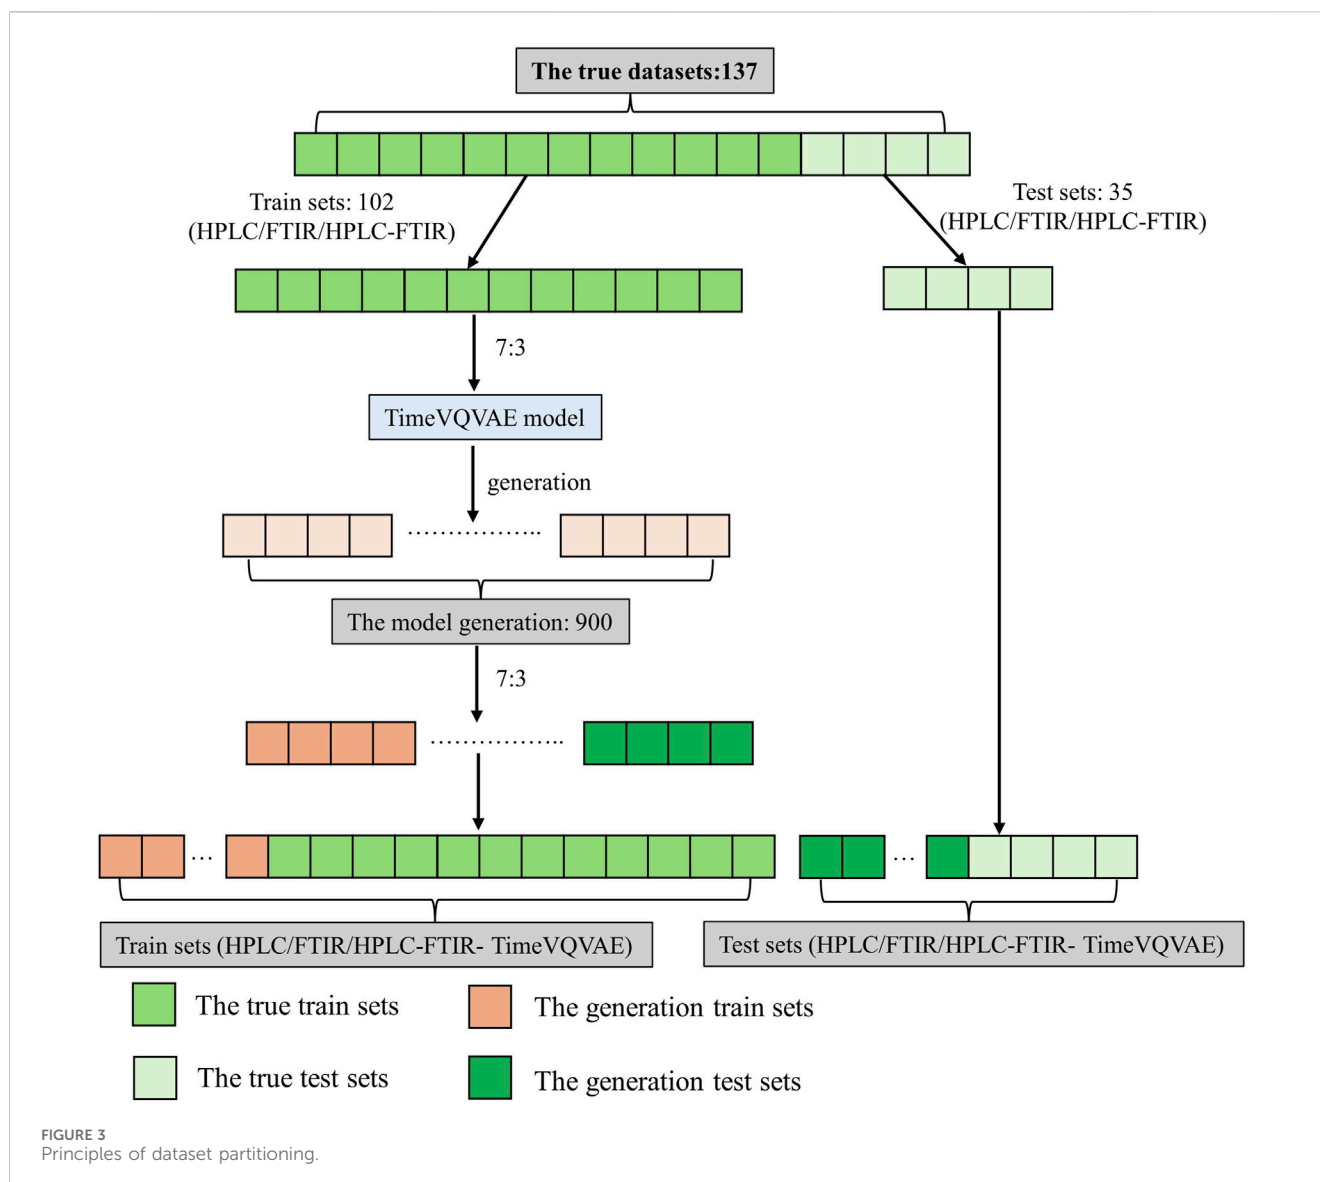 The true datasets:137
Train sets: 102
(HPLC/FTIR/HPLC-FTIR)
Test sets: 35
(HPLC/FTIR/HPLC-FTIR)
7:3
TimeVQVAE model
generation
The model generation: 900
7:3
Train sets (HPLC/FTIR/HPLC-FTIR- TimeVQVAE)
Test sets (HPLC/FTIR/HPLC-FTIR- TimeVQVAE)
The true train sets
The generation train sets
The true test sets
The generation test sets
FIGURE 3
Principles of dataset partitioning.